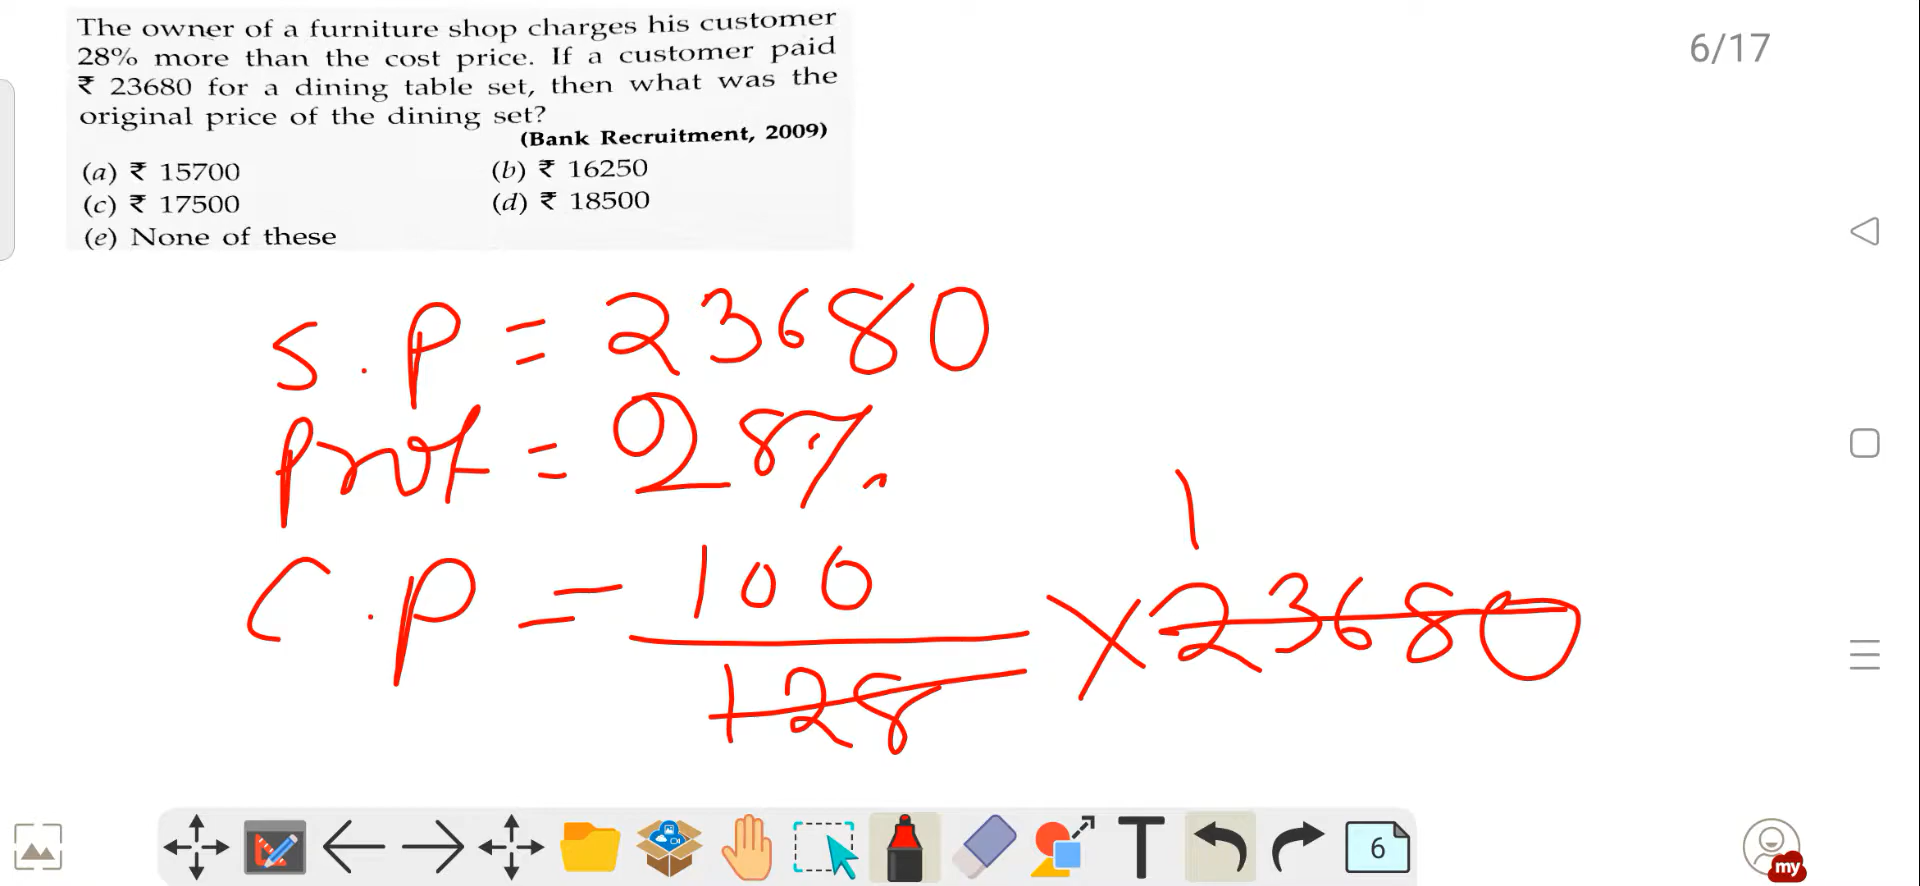 The owner of a furniture shop charges his customer
28% more than the cost price. If a customer paid
₹ 23680 for a dining table set, then what was the
original price of the dining set?
(Bank Recruitment, 2009)
(a) ₹ 15700 (b) ₹ 16250
(c) ₹ 17500 (d) ₹ 18500
(e) None of these
6/17
S.P = 23680
= 28%.
1
C.P = 100
128 × 23680
T
6
my